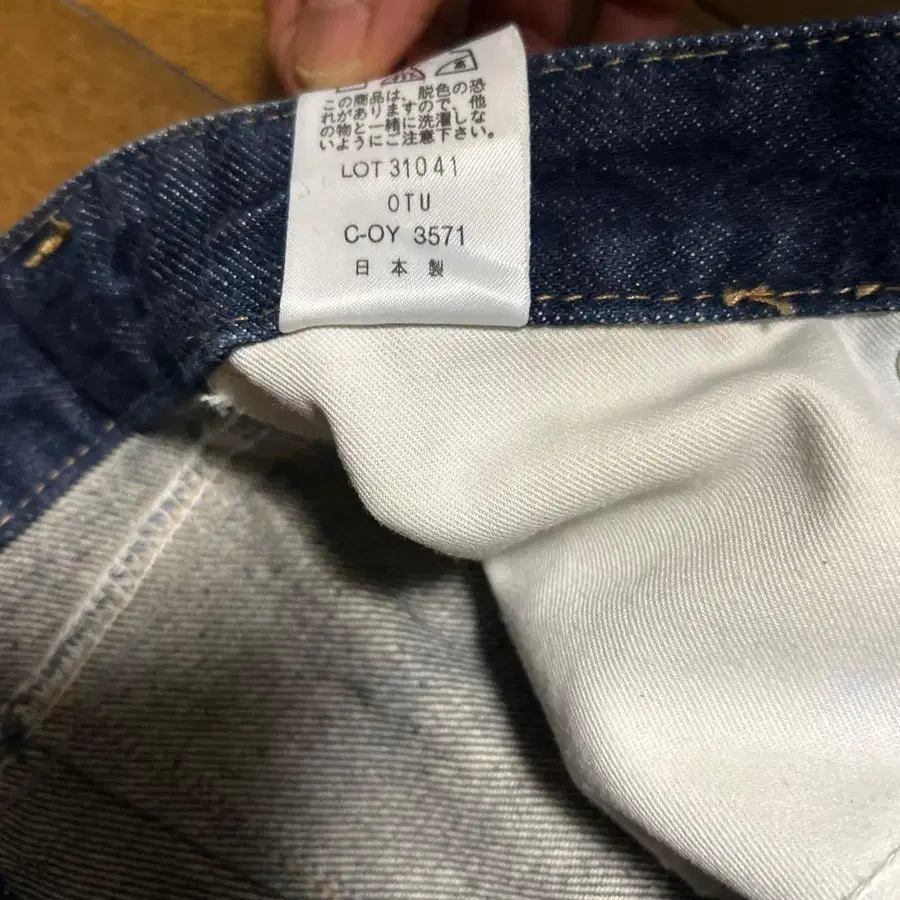 この商品は、脱色の恐
れがありますので、他
の物と一緒に洗濯しな
いようにご注意下さい。
LOT 31041
OTU
C-OY 3571
日本製